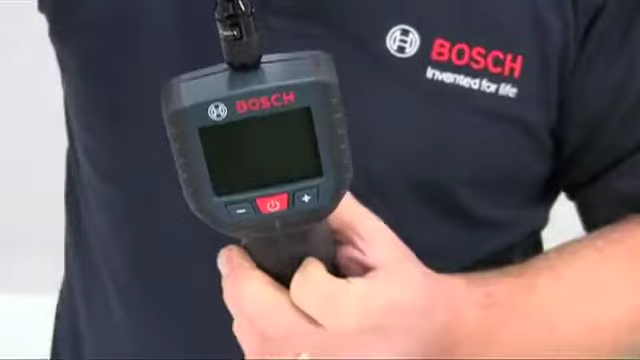 BOSCH
Invented for life
BOSCH
- +